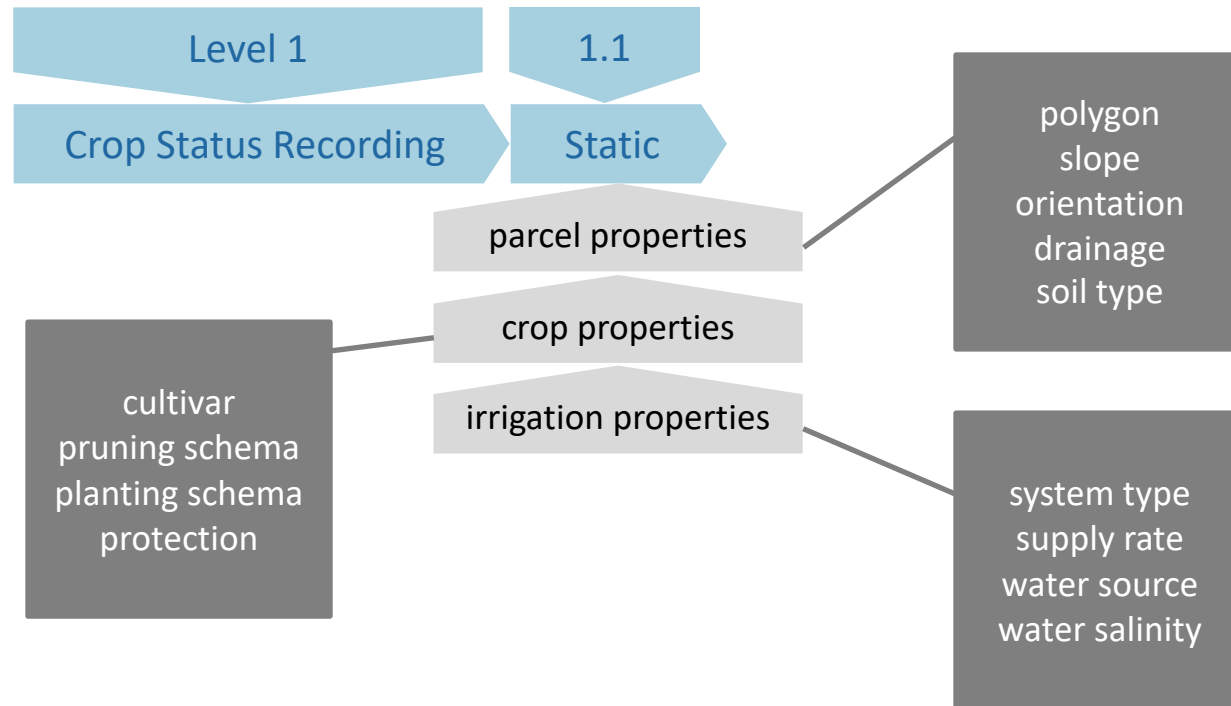 Level 1
1.1
Crop Status Recording
Static
parcel properties
crop properties
irrigation properties
polygon
slope
orientation
drainage
soil type
cultivar
pruning schema
planting schema
protection
system type
supply rate
water source
water salinity